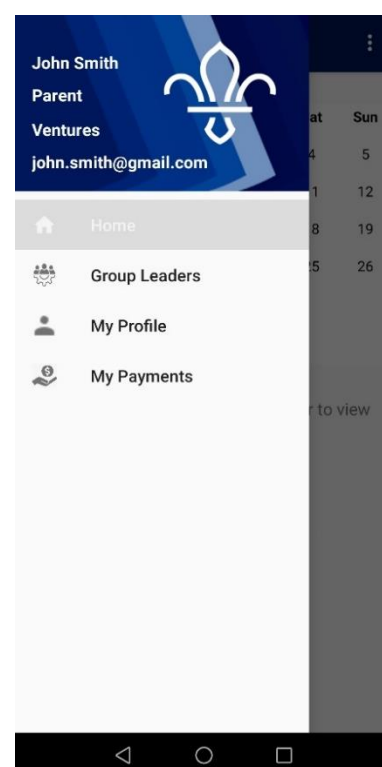 John Smith
Parent
Ventures
john.smith@gmail.com
Home
Group Leaders
My Profile
My Payments
at Sun
4 5
1 12
8 19
25 26
r to view